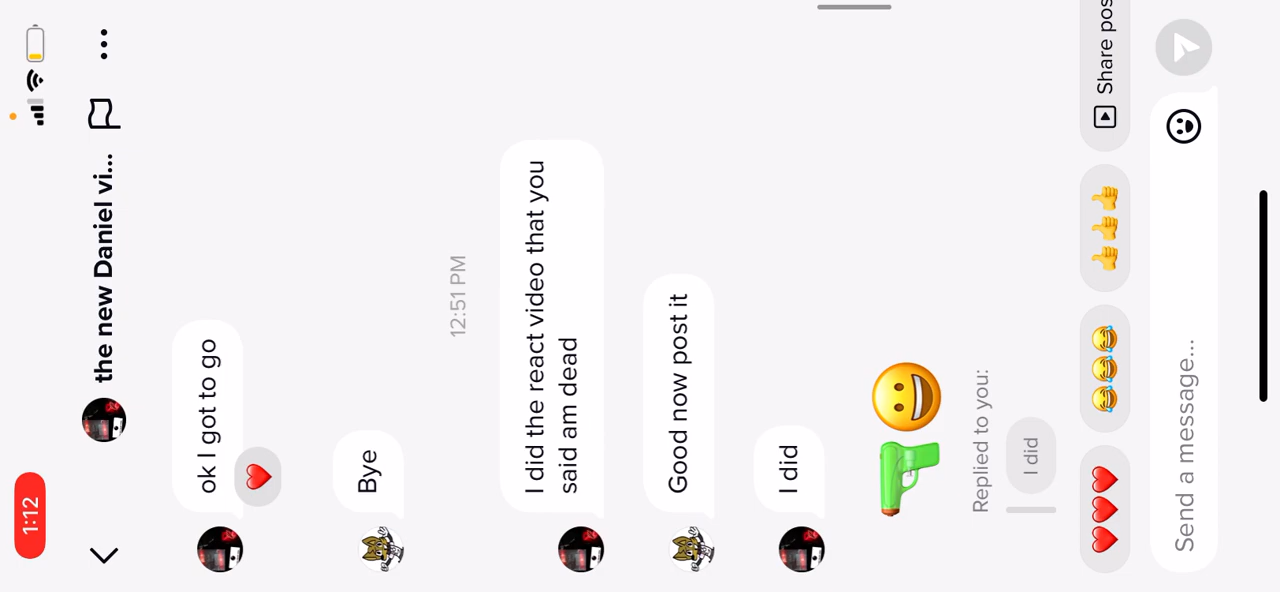 1:12
the new Daniel vi...
ok I got to go
Bye
12:51 PM
I did the react video that you
said am dead
Good now post it
I did
Replied to you:
I did
Share pos
Send a message...